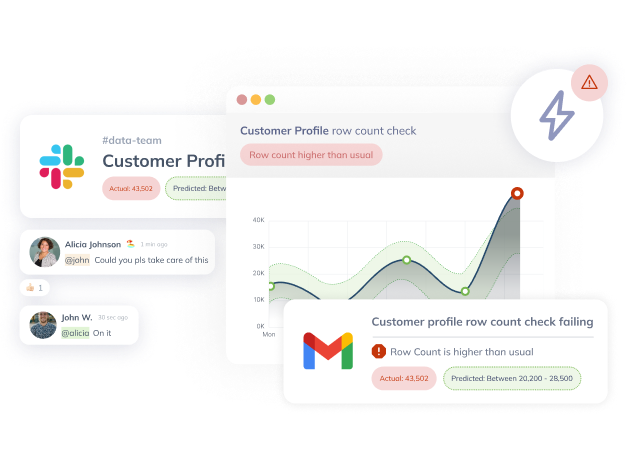 #data-team
Customer Profi
Actual: 43,502
Predicted: Betw
Alicia Johnson 1 min ago
@john Could you pls take care of this
1
John W. 30 sec ago
@alicia On it
Customer Profile row count check
Row count higher than usual
40K
30K
20K
10K
0K
Mon
Customer profile row count check failing
Row Count is higher than usual
Actual: 43,502
Predicted: Between 20,200 - 28,500